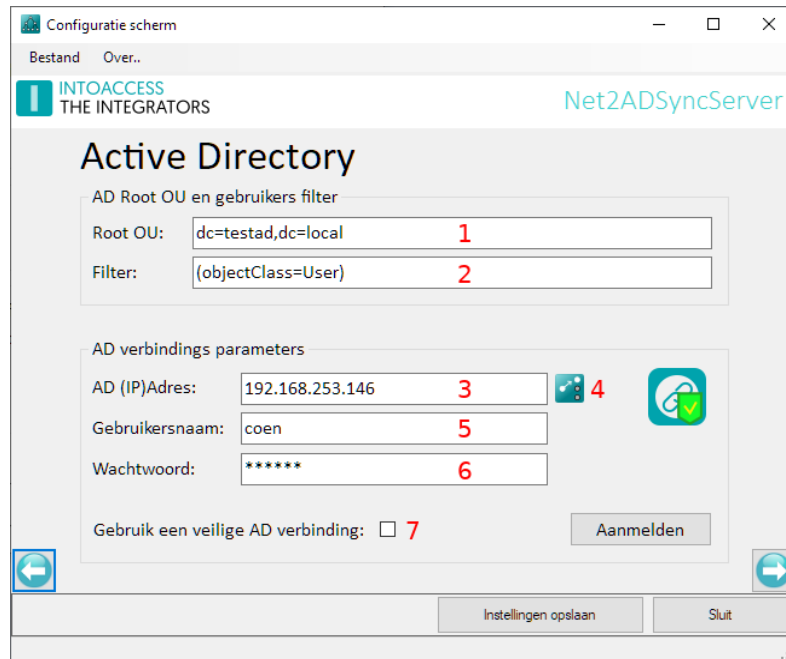 Configuratie scherm
Bestand Over..
INTOACCESS
THE INTEGRATORS
Net2ADSyncServer
Active Directory
AD Root OU en gebruikers filter
Root OU: dc=testad,dc=local 1
Filter: (objectClass=User) 2
AD verbindings parameters
AD (IP)Adres: 192.168.253.146 3 4
Gebruikersnaam: coen 5
Wachtwoord: ****** 6
Gebruik een veilige AD verbinding: 7 Aanmelden
Instellingen opslaan Sluit